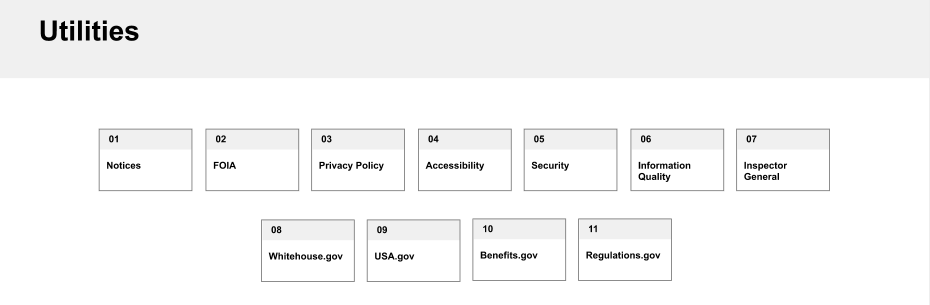 Utilities
01
Notices
02
FOIA
03
Privacy Policy
04
Accessibility
05
Security
06
Information
Quality
07
Inspector
General
08
Whitehouse.gov
09
USA.gov
10
Benefits.gov
11
Regulations.gov